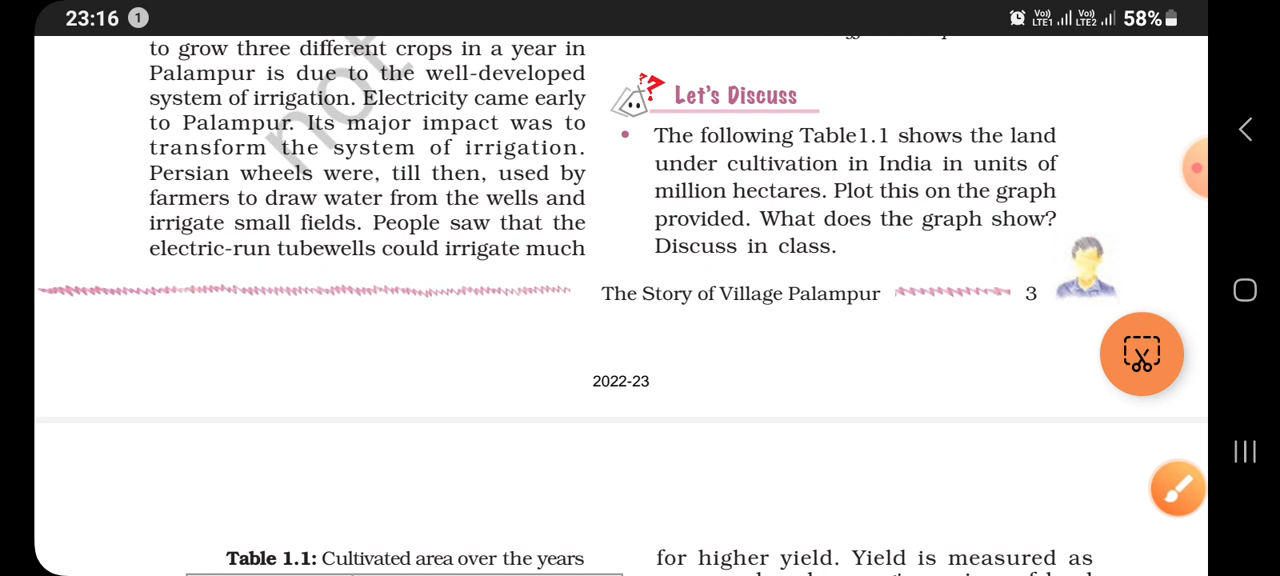 23:16 1
Vo)) LTE1 Vo)) LTE2 58%
to grow three different crops in a year in
Palampur is due to the well-developed
system of irrigation. Electricity came early
to Palampur. Its major impact was to
transform the system of irrigation.
Persian wheels were, till then, used by
farmers to draw water from the wells and
irrigate small fields. People saw that the
electric-run tubewells could irrigate much
not
Let's Discuss
• The following Table1.1 shows the land
under cultivation in India in units of
million hectares. Plot this on the graph
provided. What does the graph show?
Discuss in class.
The Story of Village Palampur 3
2022-23
Table 1.1: Cultivated area over the years
for higher yield. Yield is measured as